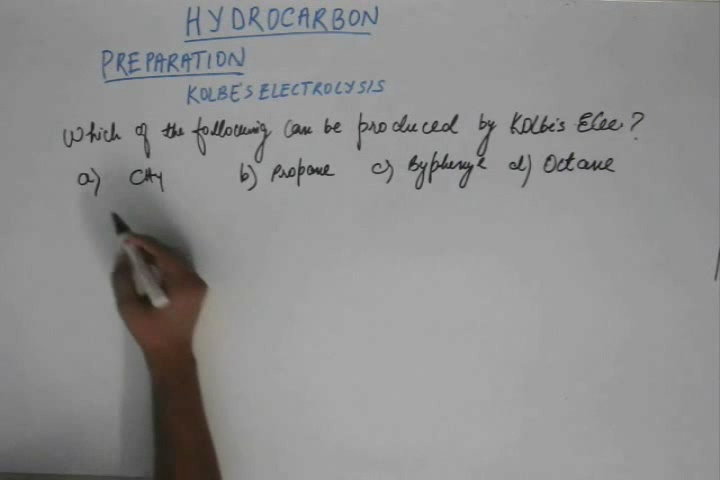 HYDROCARBON
PREPARATION
KOLBE'S ELECTROLYSIS
Which of the following can be produced by Kolbe's Elec.?
a) CH4 b) Propane c) Byphenyl d) Octane